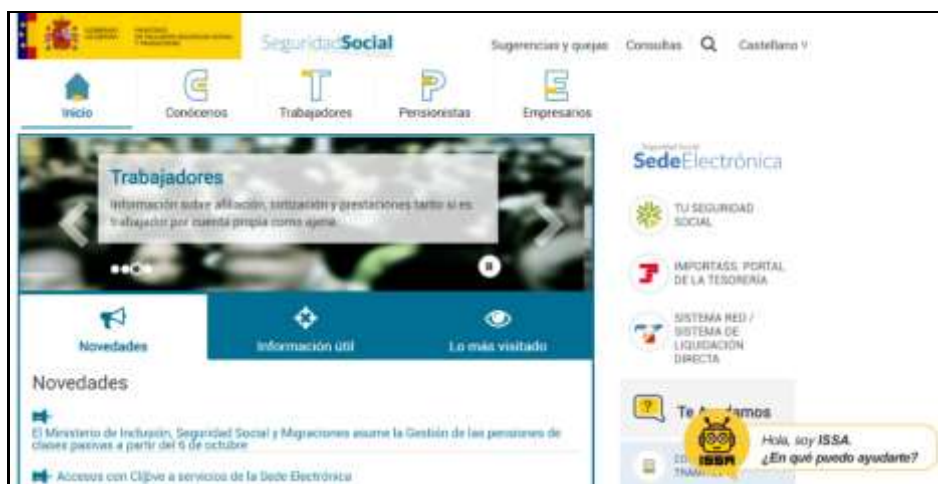 SeguridadSocial
Sugerencias y quejas
Consultas
Castellano
Inicio
Conócenos
Trabajadores
Pensionistas
Empresarios
Trabajadores
Información sobre afiliación, cotización y prestaciones tanto si es
trabajador por cuenta propia como ajena.
Seguridad Social
SedeElectrónica
TU SEGURIDAD
SOCIAL
IMPORTASS. PORTAL
DE LA TESORERÍA
SISTEMA RED /
SISTEMA DE
LIQUIDACIÓN
DIRECTA
Novedades
Información útil
Lo más visitado
Novedades
El Ministerio de Inclusión, Seguridad Social y Migraciones asume la Gestión de las pensiones de
clases pasivas a partir del 6 de octubre
Accesos con Cl@ve a servicios de la Sede Electrónica
Te
ISSA
Hola, soy ISSA.
¿En qué puedo ayudarte?